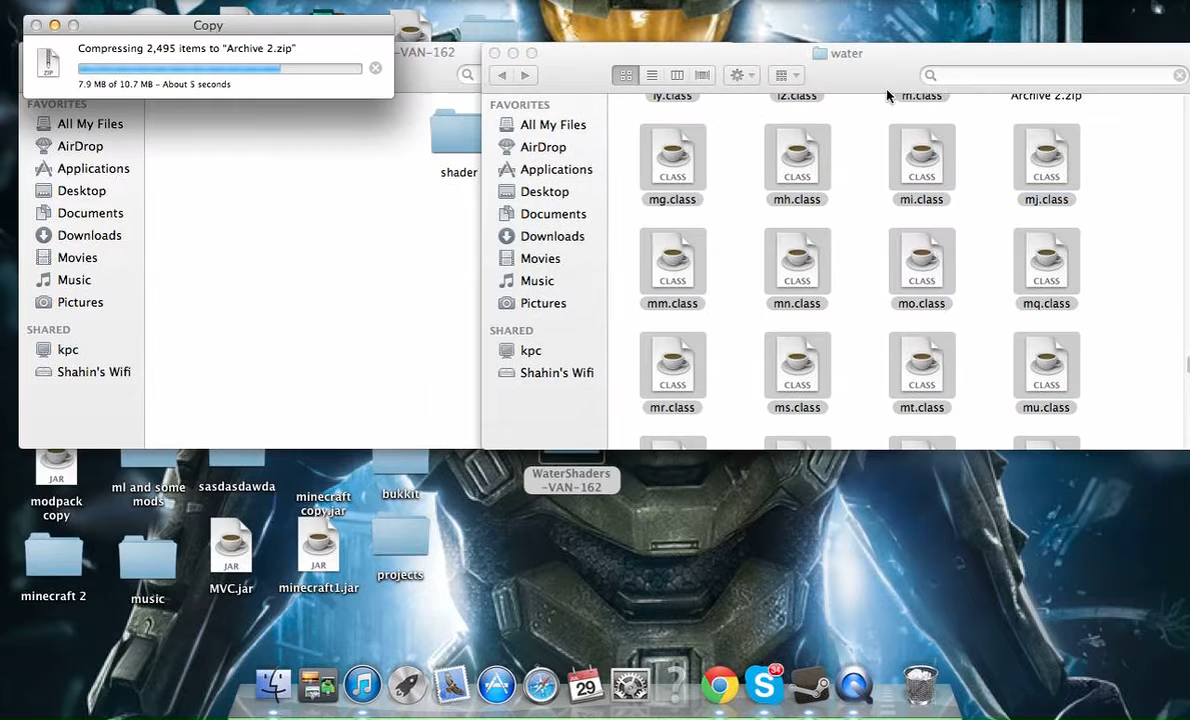 Copy
Compressing 2,495 items to "Archive 2.zip"
ZIP
7.9 MB of 10.7 MB - About 5 seconds
-VAN-162
FAVORITES
All My Files
AirDrop
Applications
Desktop
Documents
Downloads
Movies
Music
Pictures
SHARED
kpc
Shahin's Wifi
shader
water
FAVORITES
All My Files
AirDrop
Applications
Desktop
Documents
Downloads
Movies
Music
Pictures
SHARED
kpc
Shahin's Wifi
ly.class
lz.class
m.class
Archive 2.zip
CLASS
CLASS
CLASS
CLASS
mg.class
mh.class
mi.class
mj.class
CLASS
CLASS
CLASS
CLASS
mm.class
mn.class
mo.class
mq.class
CLASS
CLASS
CLASS
CLASS
mr.class
ms.class
mt.class
mu.class
WaterShaders
-VAN-162
JAR
modpack
copy
ml and some
mods
sasdasdawda
minecraft
copy.jar
bukkit
minecraft 2
music
JAR
MVC.jar
JAR
minecraft1.jar
projects
JUL
29
?
34